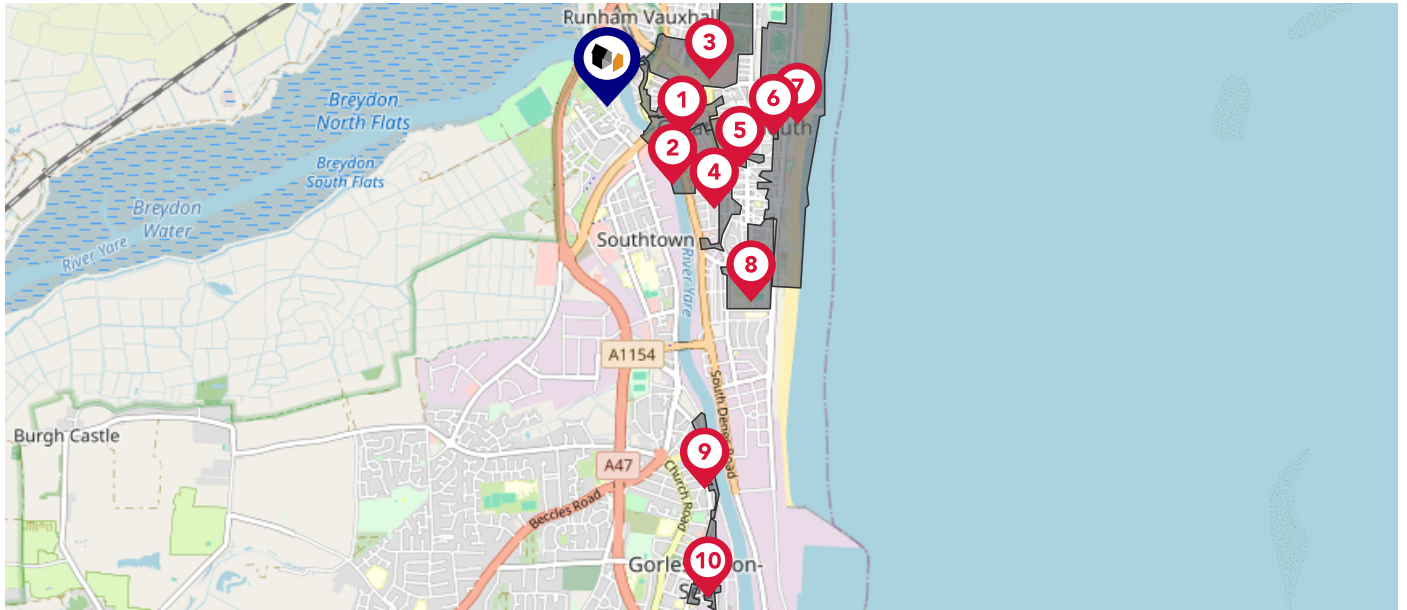 Runham Vauxhall
3
7
6
1
Breydon
North Flats
5
2
Breydon
South Flats
4
Breydon
Water
River Yare
Southtown
River Yare
8
A1154
South Denes Road
Burgh Castle
9
A47
Church Road
Beccles Road
10